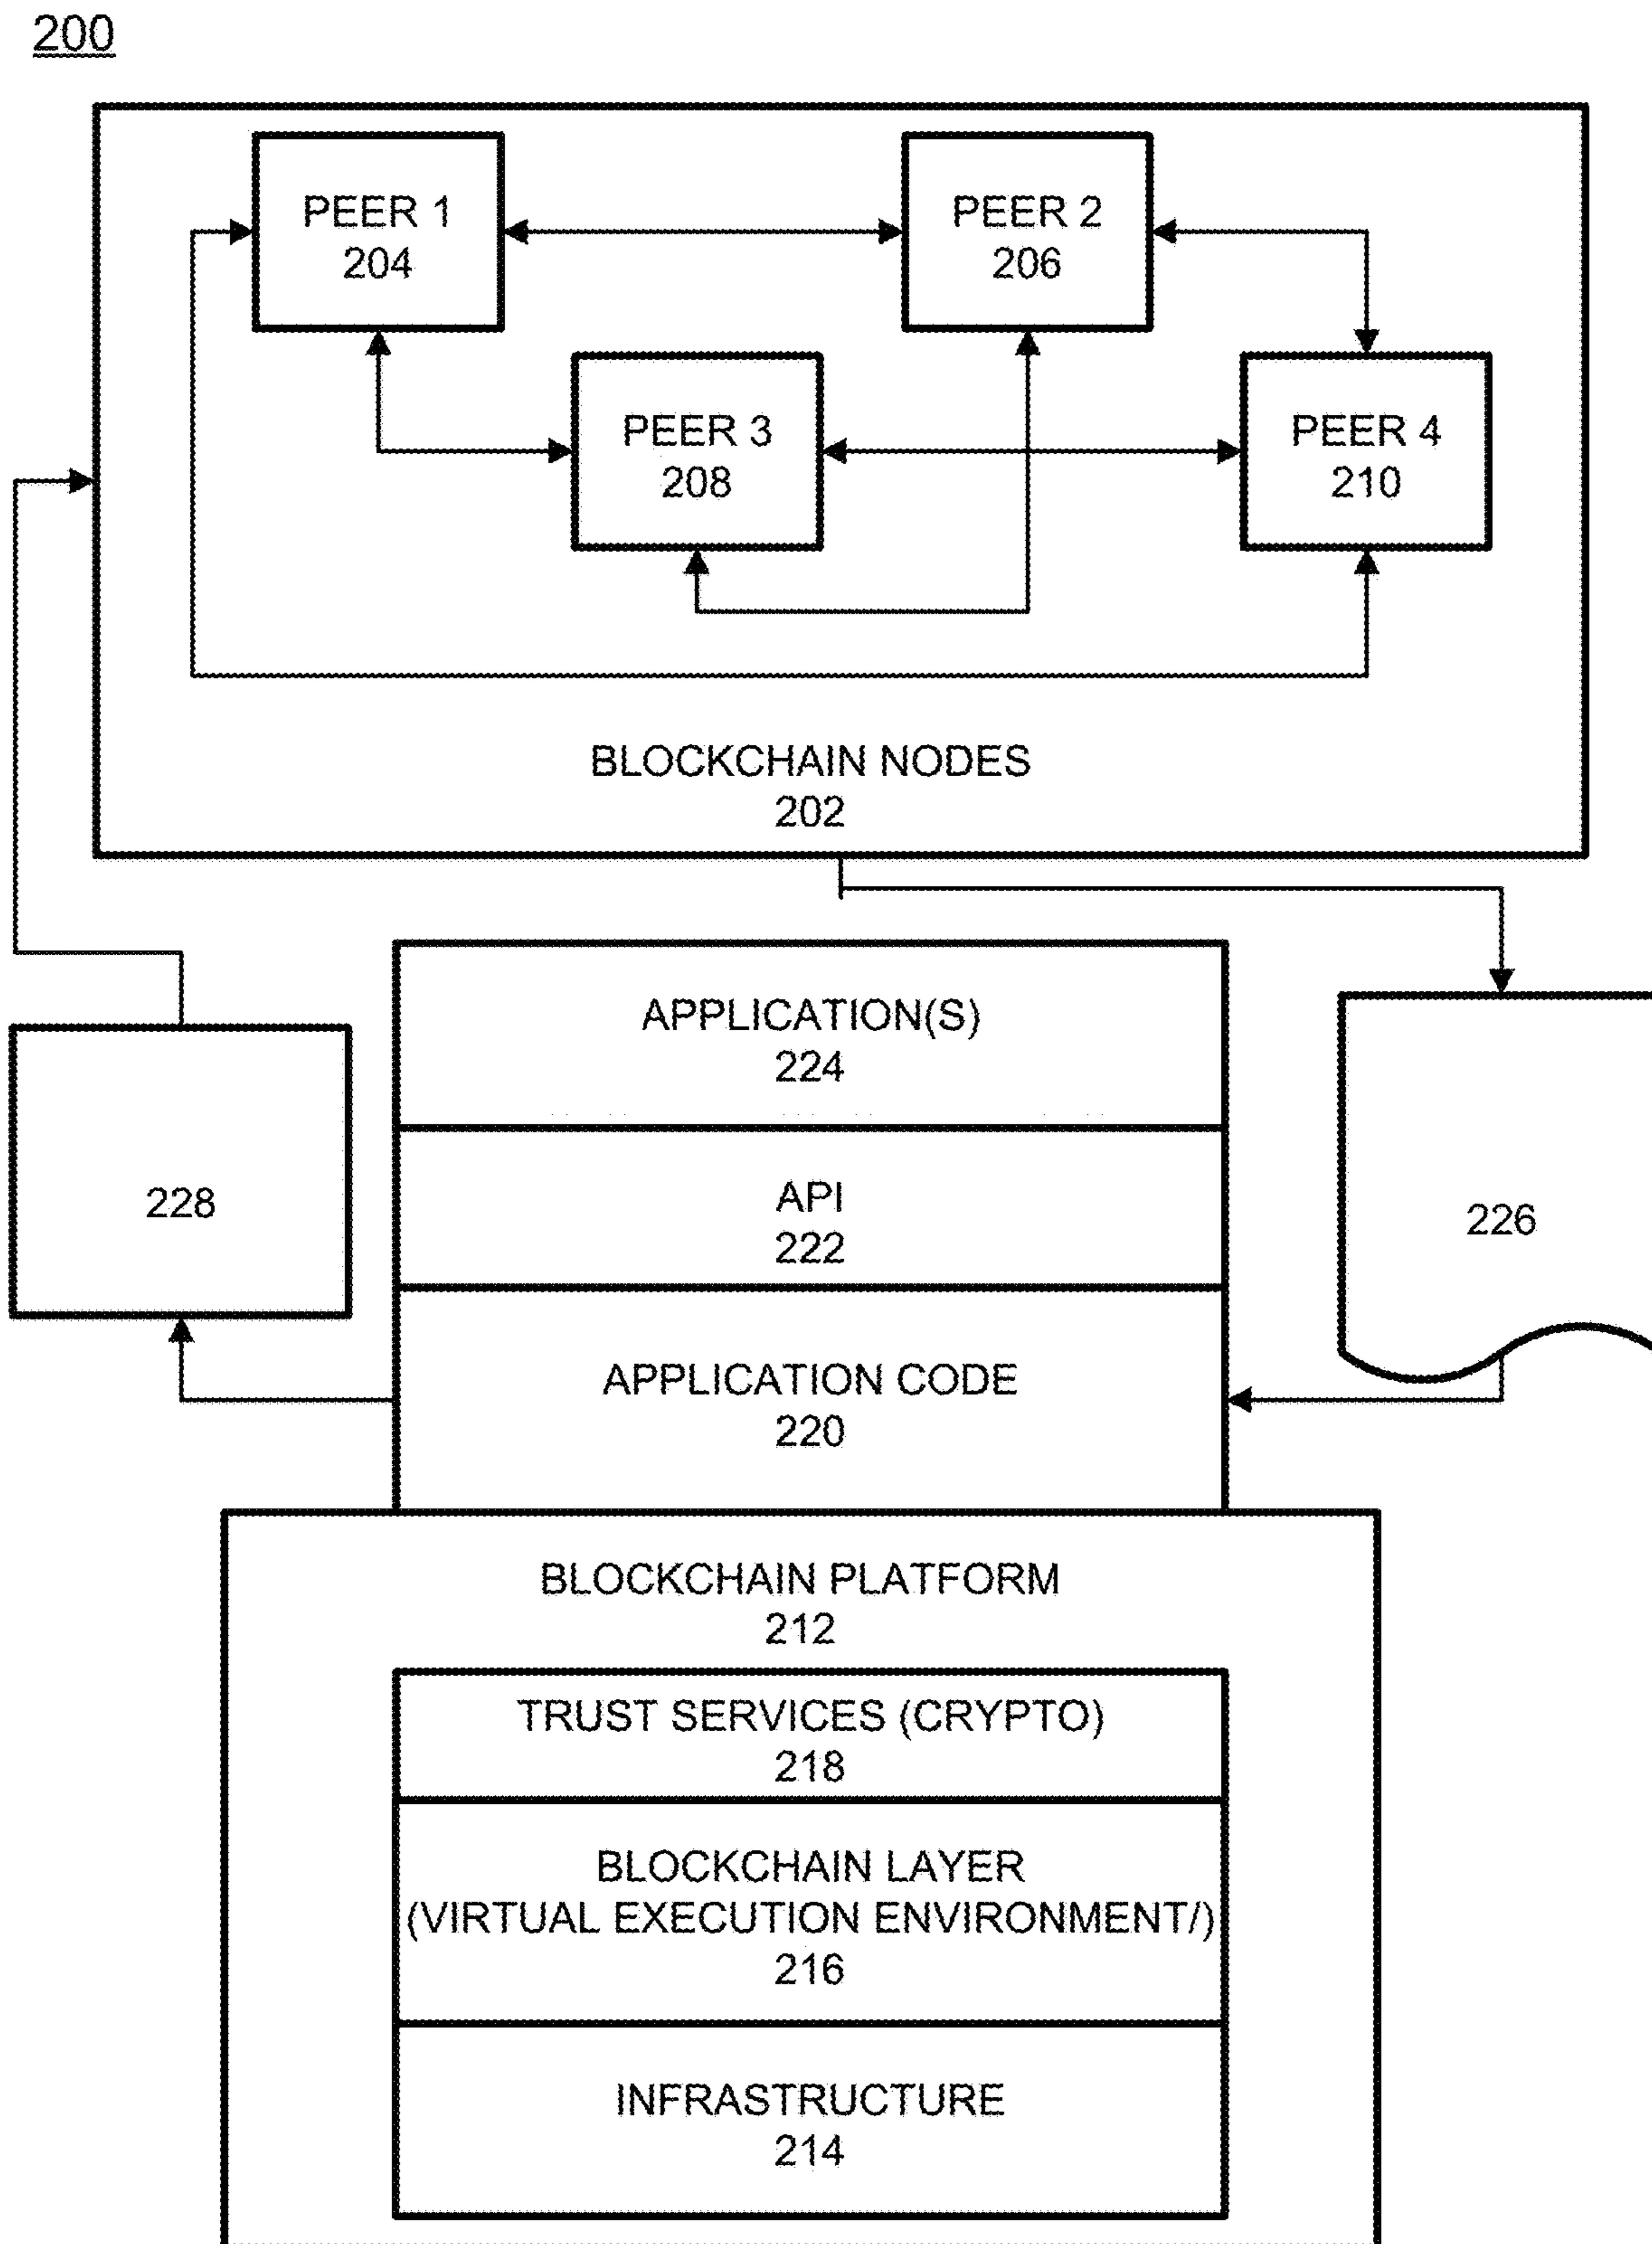 200
PEER 1
204
PEER 2
206
PEER 3
208
PEER 4
210
BLOCKCHAIN NODES
202
APPLICATION(S)
224
API
222
228
226
APPLICATION CODE
220
BLOCKCHAIN PLATFORM
212
TRUST SERVICES (CRYPTO)
218
BLOCKCHAIN LAYER
(VIRTUAL EXECUTION ENVIRONMENT/)
216
INFRASTRUCTURE
214